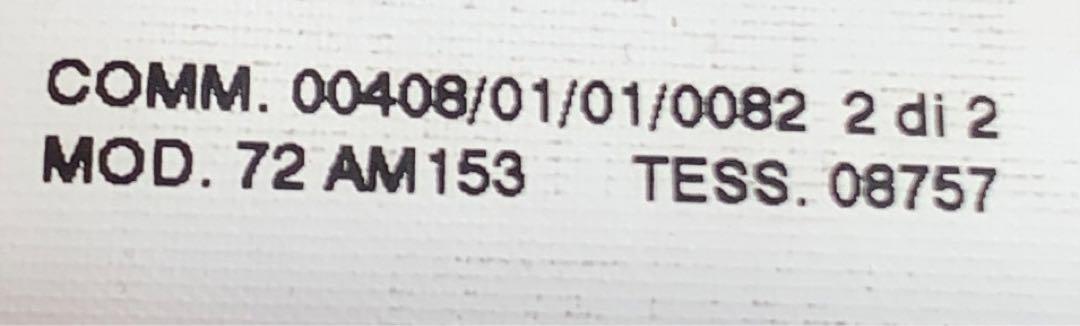 COMM. 00408/01/01/0082 2 di 2
MOD. 72 AM153 TESS. 08757